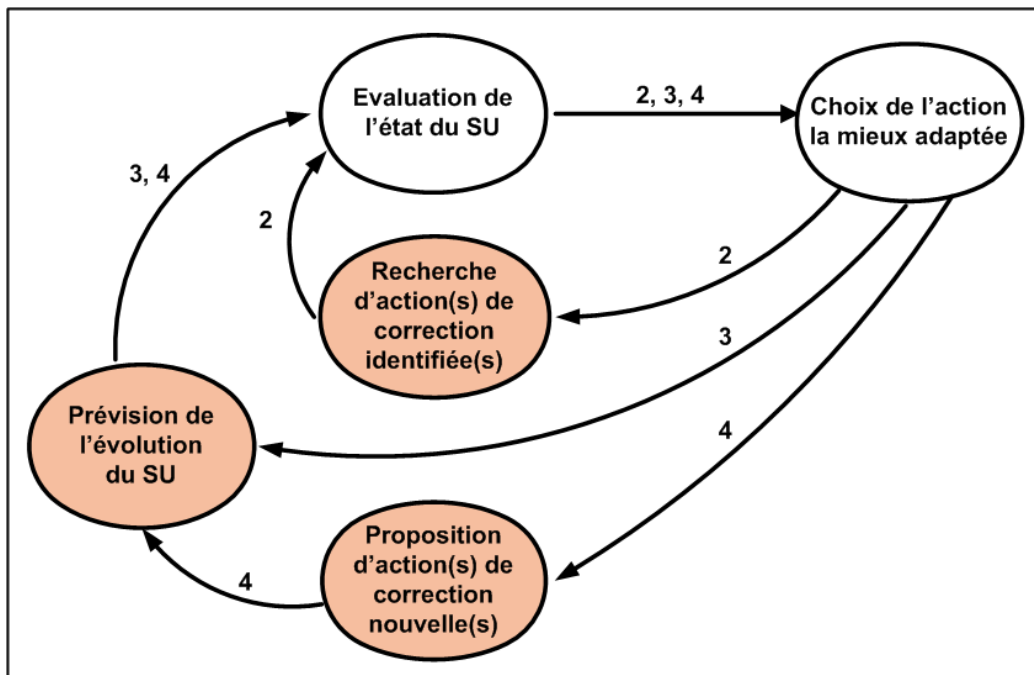 Evaluation de
l'état du SU
2, 3, 4
Choix de l'action
la mieux adaptée
3, 4
2
Recherche
d'action(s) de
correction
identifiée(s)
2
3
Prévision de
l'évolution
du SU
4
Proposition
d'action(s) de
correction
nouvelle(s)
4